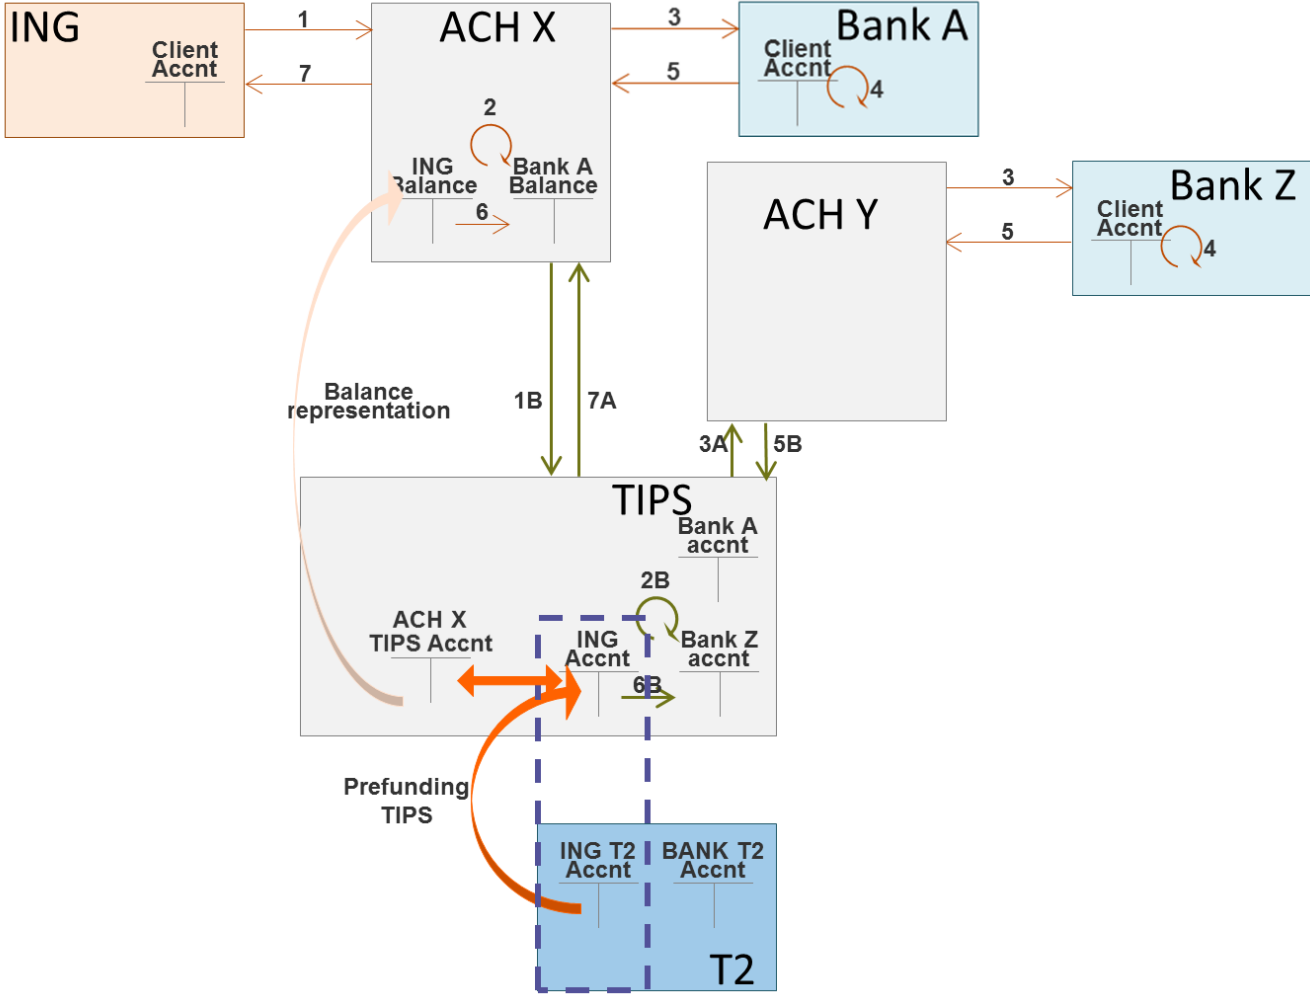 ING
Client
Accnt
1
7
ACH X
2
ING
Balance
Bank A
Balance
6
3
5
Bank A
Client
Accnt
4
ACH Y
3
5
Bank Z
Client
Accnt
4
Balance
representation
1B
7A
3A
5B
TIPS
Bank A
accnt
2B
ACH X
TIPS Accnt
ING
Accnt
Bank Z
accnt
6B
Prefunding
TIPS
ING T2
Accnt
BANK T2
Accnt
T2